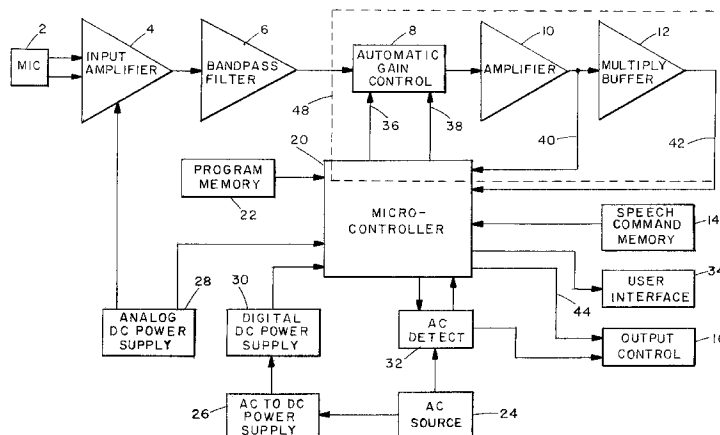 2
MIC
4
INPUT
AMPLIFIER
6
BANDPASS
FILTER
8
AUTOMATIC
GAIN
CONTROL
10
AMPLIFIER
12
MULTIPLY
BUFFER
48
36
38
40
42
20
PROGRAM
MEMORY
22
MICRO-
CONTROLLER
SPEECH
COMMAND
MEMORY
14
USER
INTERFACE
34
44
ANALOG
DC POWER
SUPPLY
28
30
DIGITAL
DC POWER
SUPPLY
AC
DETECT
32
OUTPUT
CONTROL
16
AC TO DC
POWER
SUPPLY
26
AC
SOURCE
24